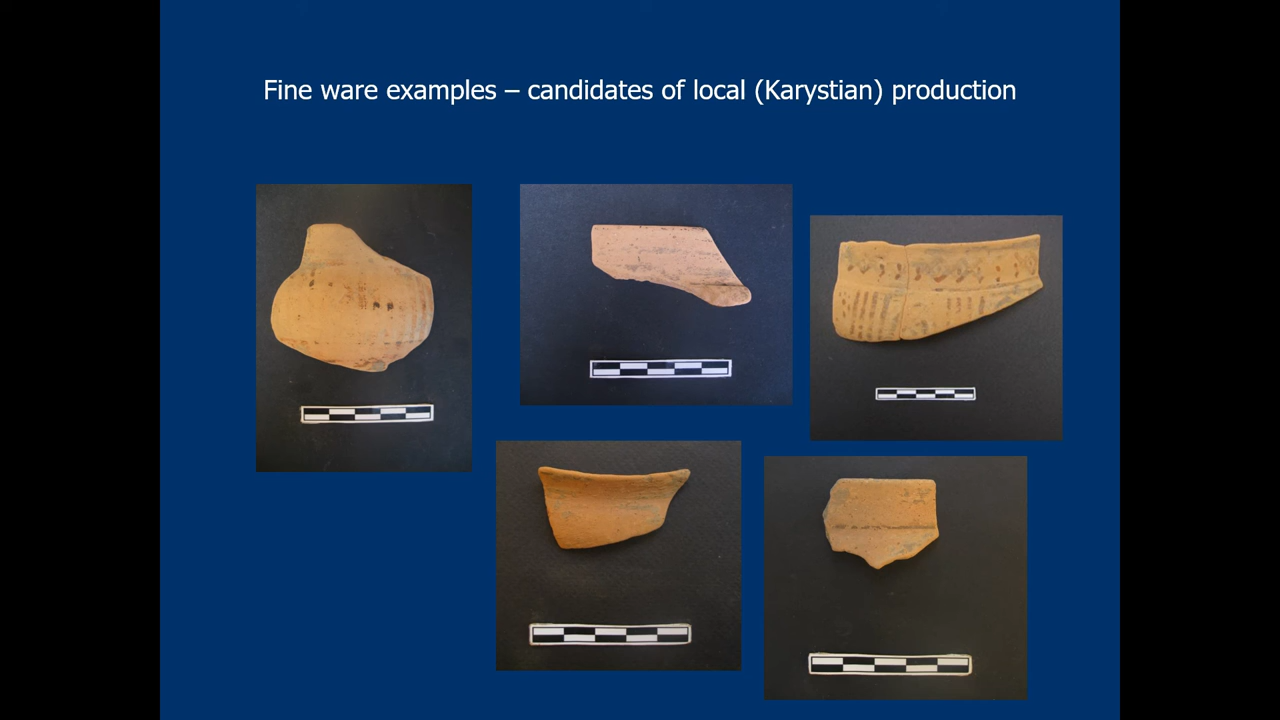 Fine ware examples – candidates of local (Karystian) production